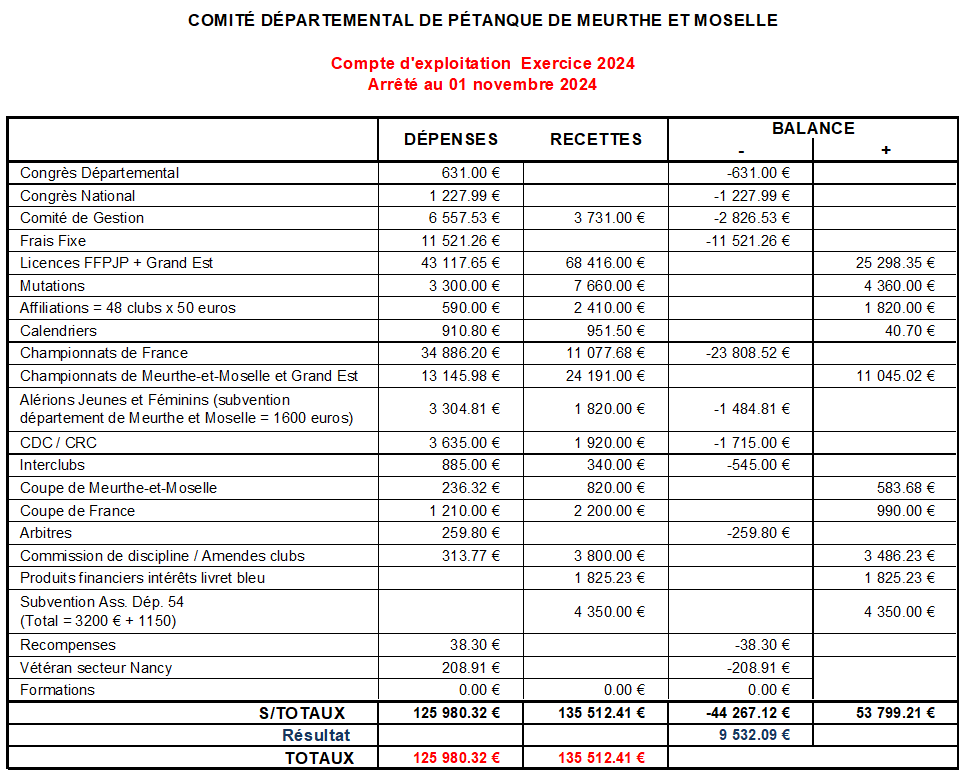 COMITÉ DÉPARTEMENTAL DE PÉTANQUE DE MEURTHE ET MOSELLE
Compte d'exploitation Exercice 2024
Arrêté au 01 novembre 2024
DÉPENSES RECETTES BALANCE
- +
Congrès Départemental 631.00 € -631.00 €
Congrès National 1 227.99 € -1 227.99 €
Comité de Gestion 6 557.53 € 3 731.00 € -2 826.53 €
Frais Fixe 11 521.26 € -11 521.26 €
Licences FFPJP + Grand Est 43 117.65 € 68 416.00 € 25 298.35 €
Mutations 3 300.00 € 7 660.00 € 4 360.00 €
Affiliations = 48 clubs x 50 euros 590.00 € 2 410.00 € 1 820.00 €
Calendriers 910.80 € 951.50 € 40.70 €
Championnats de France 34 886.20 € 11 077.68 € -23 808.52 €
Championnats de Meurthe-et-Moselle et Grand Est 13 145.98 € 24 191.00 € 11 045.02 €
Alérions Jeunes et Féminins (subvention
département de Meurthe et Moselle = 1600 euros) 3 304.81 € 1 820.00 € -1 484.81 €
CDC / CRC 3 635.00 € 1 920.00 € -1 715.00 €
Interclubs 885.00 € 340.00 € -545.00 €
Coupe de Meurthe-et-Moselle 236.32 € 820.00 € 583.68 €
Coupe de France 1 210.00 € 2 200.00 € 990.00 €
Arbitres 259.80 € -259.80 €
Commission de discipline / Amendes clubs 313.77 € 3 800.00 € 3 486.23 €
Produits financiers intérêts livret bleu 1 825.23 € 1 825.23 €
Subvention Ass. Dép. 54
(Total = 3200 € + 1150) 4 350.00 € 4 350.00 €
Recompenses 38.30 € -38.30 €
Vétéran secteur Nancy 208.91 € -208.91 €
Formations 0.00 € 0.00 € 0.00 €
S/TOTAUX 125 980.32 € 135 512.41 € -44 267.12 € 53 799.21 €
Résultat 9 532.09 €
TOTAUX 125 980.32 € 135 512.41 €